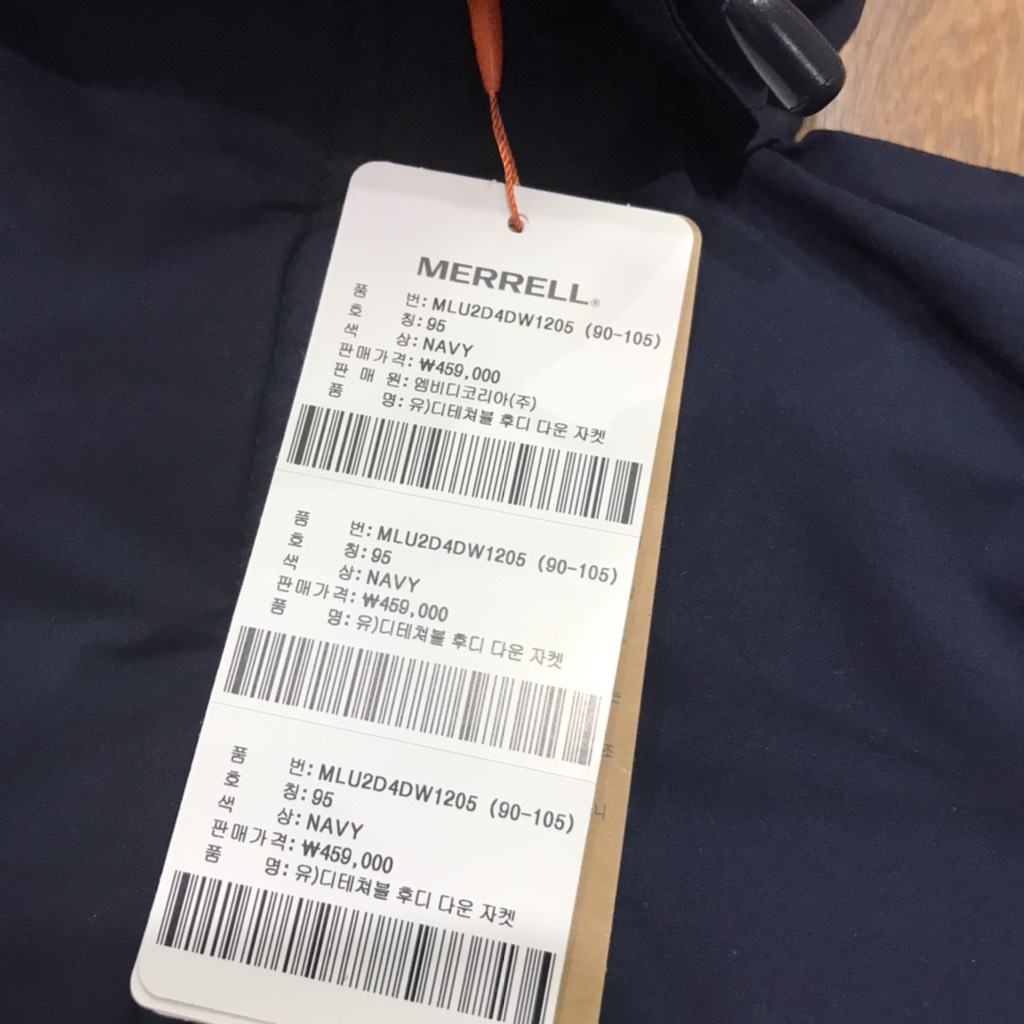 MERRELL®
품 번: MLU2D4DW1205 (90-105)
호 칭: 95
색 상: NAVY
판매가격: ₩459,000
판 매 원: 엠비디코리아(주)
품 명: 유)디테쳐블 후디 다운 자켓
품 번: MLU2D4DW1205 (90-105)
호 칭: 95
색 상: NAVY
판매가격: ₩459,000
품 명: 유)디테쳐블 후디 다운 자켓
품 번: MLU2D4DW1205 (90-105)
호 칭: 95
색 상: NAVY
판매가격: ₩459,000
품 명: 유)디테쳐블 후디 다운 자켓